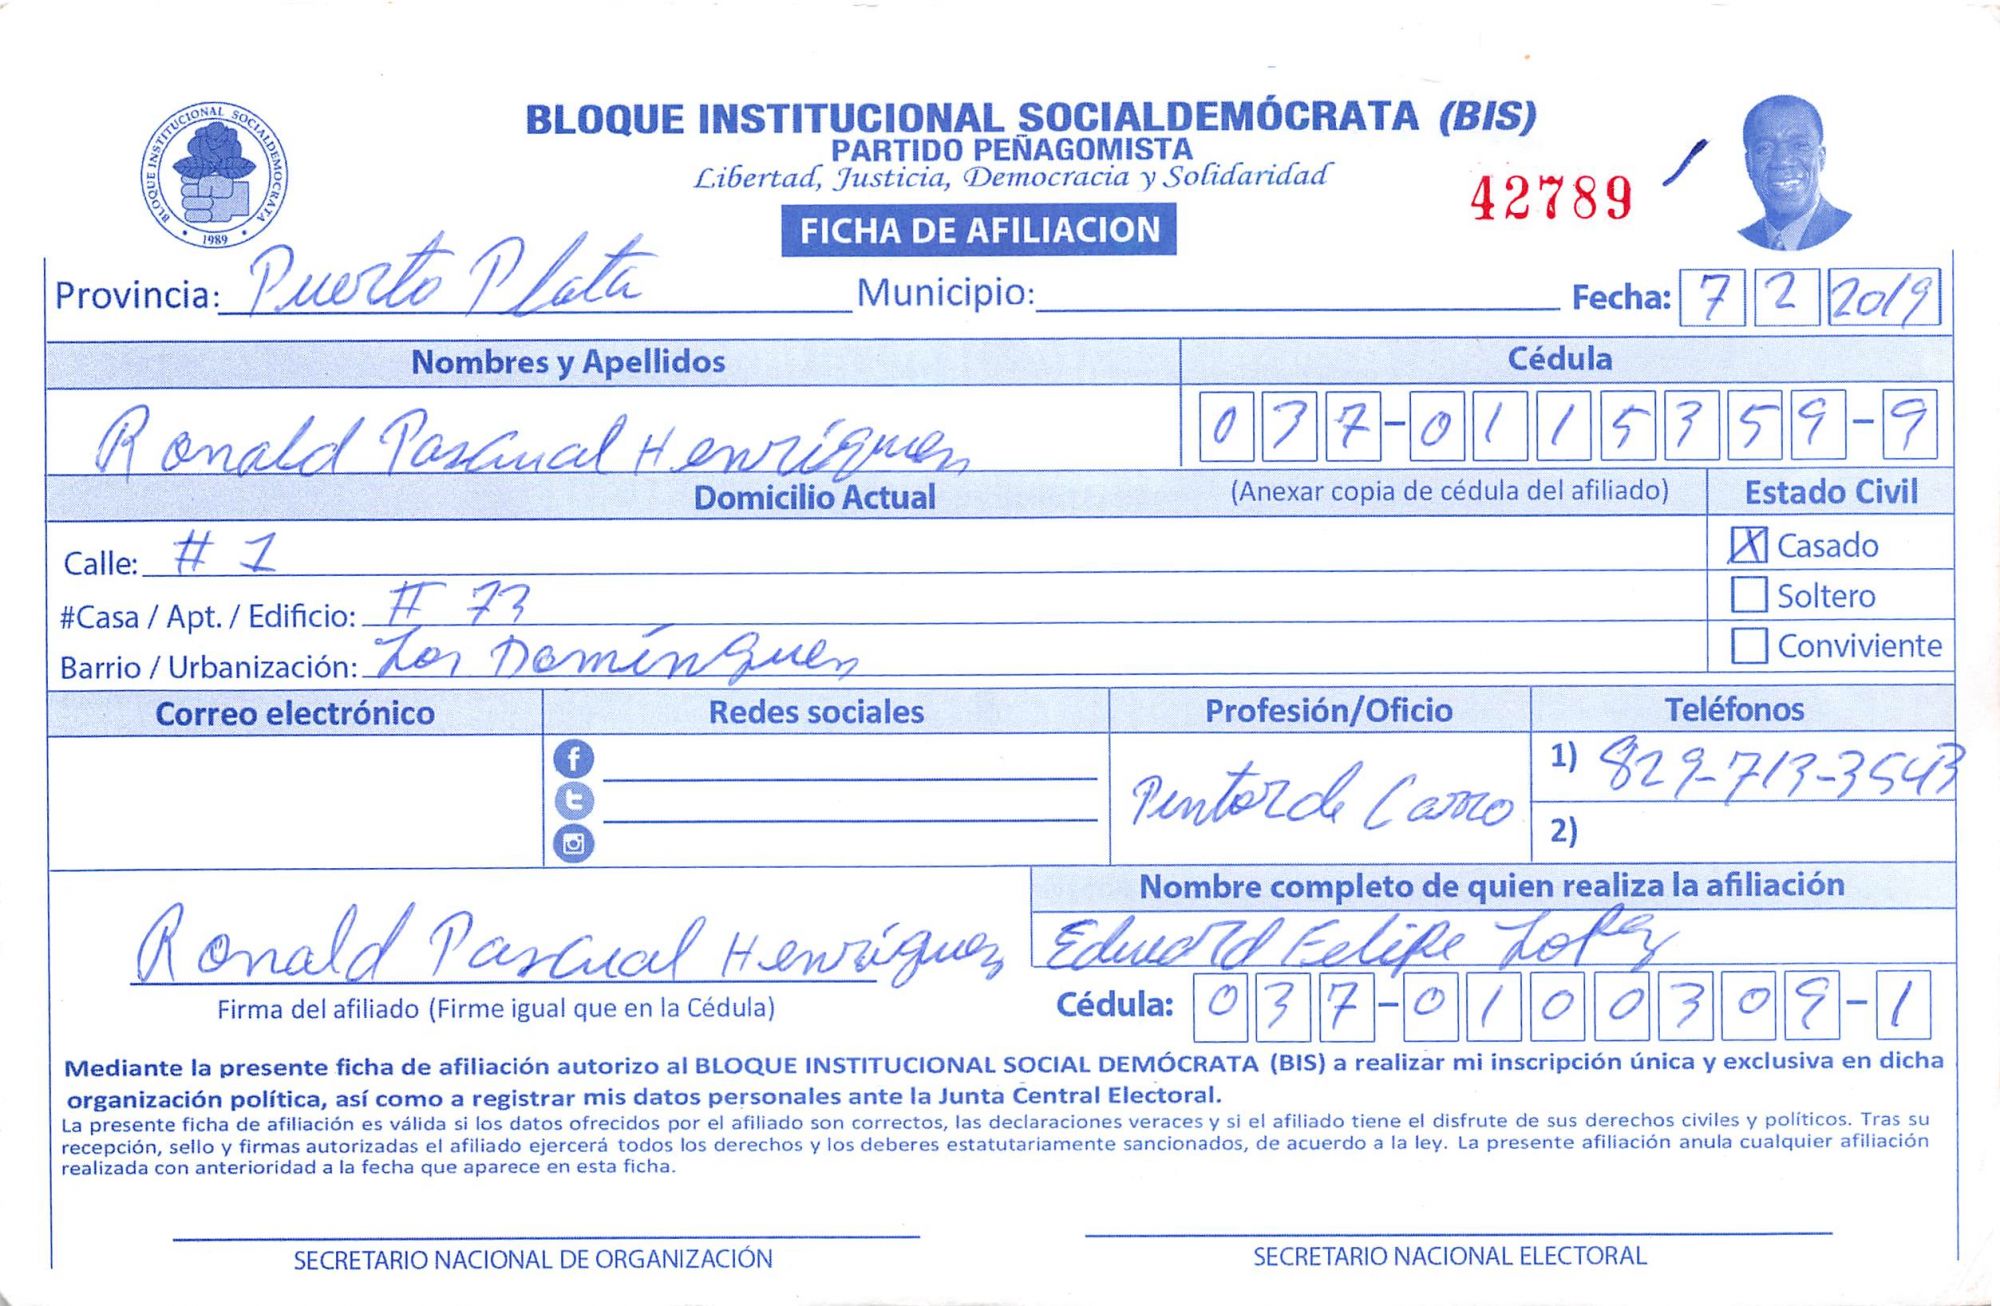 BLOQUE INSTITUCIONAL SOCIALDEMÓCRATA
1989
BLOQUE INSTITUCIONAL SOCIALDEMÓCRATA (BIS)
PARTIDO PEÑAGOMISTA
Libertad, Justicia, Democracia y Solidaridad
42789
FICHA DE AFILIACION
Provincia: Puerto Plata Municipio: Fecha: 7 2 2019
Nombres y Apellidos Cédula
Ronald Pascual Henríquez 037-0115359-9
Domicilio Actual (Anexar copia de cédula del afiliado) Estado Civil
Calle: # 1 X Casado
#Casa / Apt. / Edificio: # 73 Soltero
Barrio / Urbanización: Los Domínguez Conviviente
Correo electrónico Redes sociales Profesión/Oficio Teléfonos
Pintor de Carro 1) 829-713-3543
2)
Nombre completo de quien realiza la afiliación
Ronald Pascual Henríquez Eduard Felipe Lopez
Firma del afiliado (Firme igual que en la Cédula) Cédula: 037-0100309-1
Mediante la presente ficha de afiliación autorizo al BLOQUE INSTITUCIONAL SOCIAL DEMÓCRATA (BIS) a realizar mi inscripción única y exclusiva en dicha
organización política, así como a registrar mis datos personales ante la Junta Central Electoral.
La presente ficha de afiliación es válida si los datos ofrecidos por el afiliado son correctos, las declaraciones veraces y si el afiliado tiene el disfrute de sus derechos civiles y políticos. Tras su
recepción, sello y firmas autorizadas el afiliado ejercerá todos los derechos y los deberes estatutariamente sancionados, de acuerdo a la ley. La presente afiliación anula cualquier afiliación
realizada con anterioridad a la fecha que aparece en esta ficha.
SECRETARIO NACIONAL DE ORGANIZACIÓN SECRETARIO NACIONAL ELECTORAL